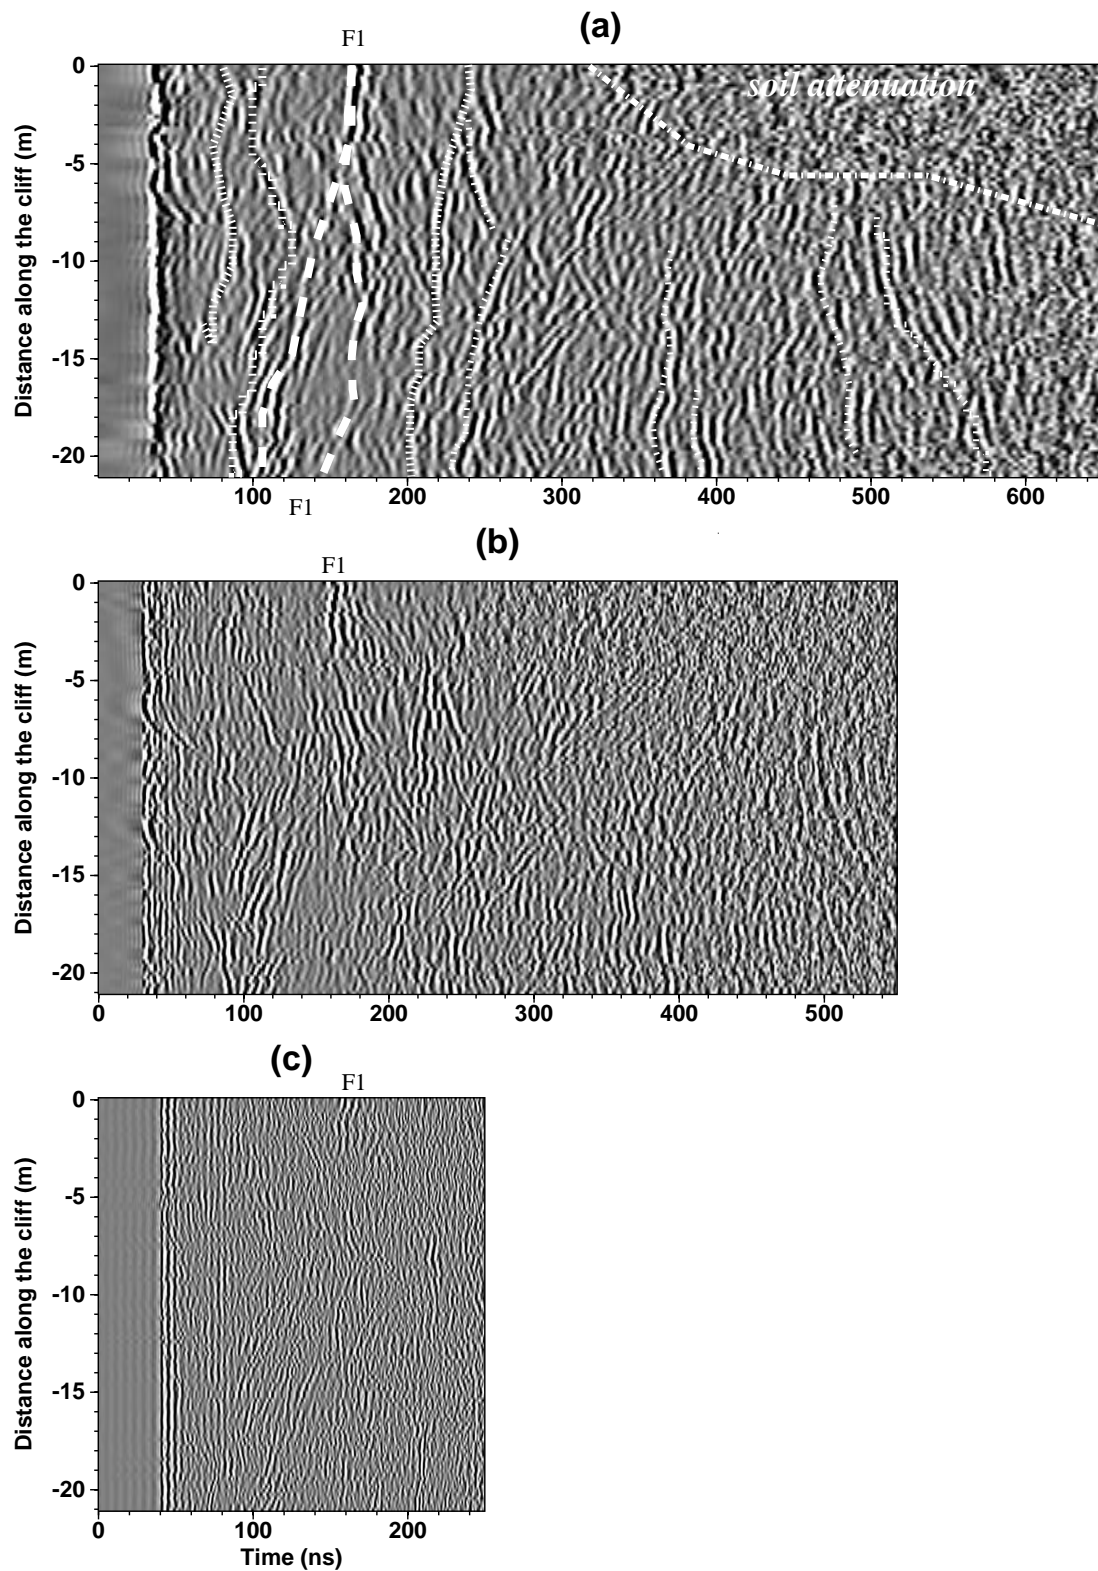 (a)
F1
soil attenuation
0
-5
-10
-15
-20
Distance along the cliff (m)
100 200 300 400 500 600
F1
(b)
F1
0
-5
-10
-15
-20
Distance along the cliff (m)
0 100 200 300 400 500
(c)
F1
0
-5
-10
-15
-20
Distance along the cliff (m)
0 100 200
Time (ns)